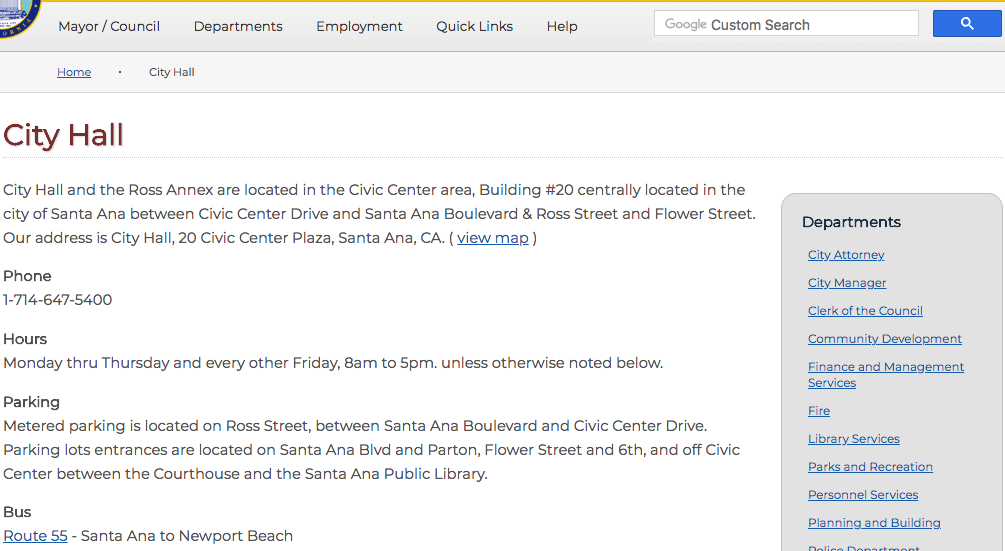 Mayor / Council Departments Employment Quick Links Help Google Custom Search
Home · City Hall
City Hall
City Hall and the Ross Annex are located in the Civic Center area, Building #20 centrally located in the
city of Santa Ana between Civic Center Drive and Santa Ana Boulevard & Ross Street and Flower Street.
Our address is City Hall, 20 Civic Center Plaza, Santa Ana, CA. ( view map )
Phone
1-714-647-5400
Hours
Monday thru Thursday and every other Friday, 8am to 5pm. unless otherwise noted below.
Parking
Metered parking is located on Ross Street, between Santa Ana Boulevard and Civic Center Drive.
Parking lots entrances are located on Santa Ana Blvd and Parton, Flower Street and 6th, and off Civic
Center between the Courthouse and the Santa Ana Public Library.
Bus
Route 55 - Santa Ana to Newport Beach
Departments
City Attorney
City Manager
Clerk of the Council
Community Development
Finance and Management
Services
Fire
Library Services
Parks and Recreation
Personnel Services
Planning and Building
Police Department